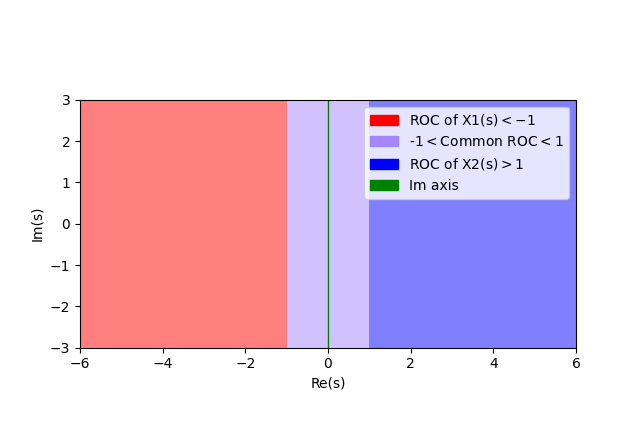 3
2
1
0
−1
−2
−3
Im(s)
−6
−4
−2
0
2
4
6
Re(s)
ROC of X1(s) < −1
-1 < Common ROC < 1
ROC of X2(s) > 1
Im axis